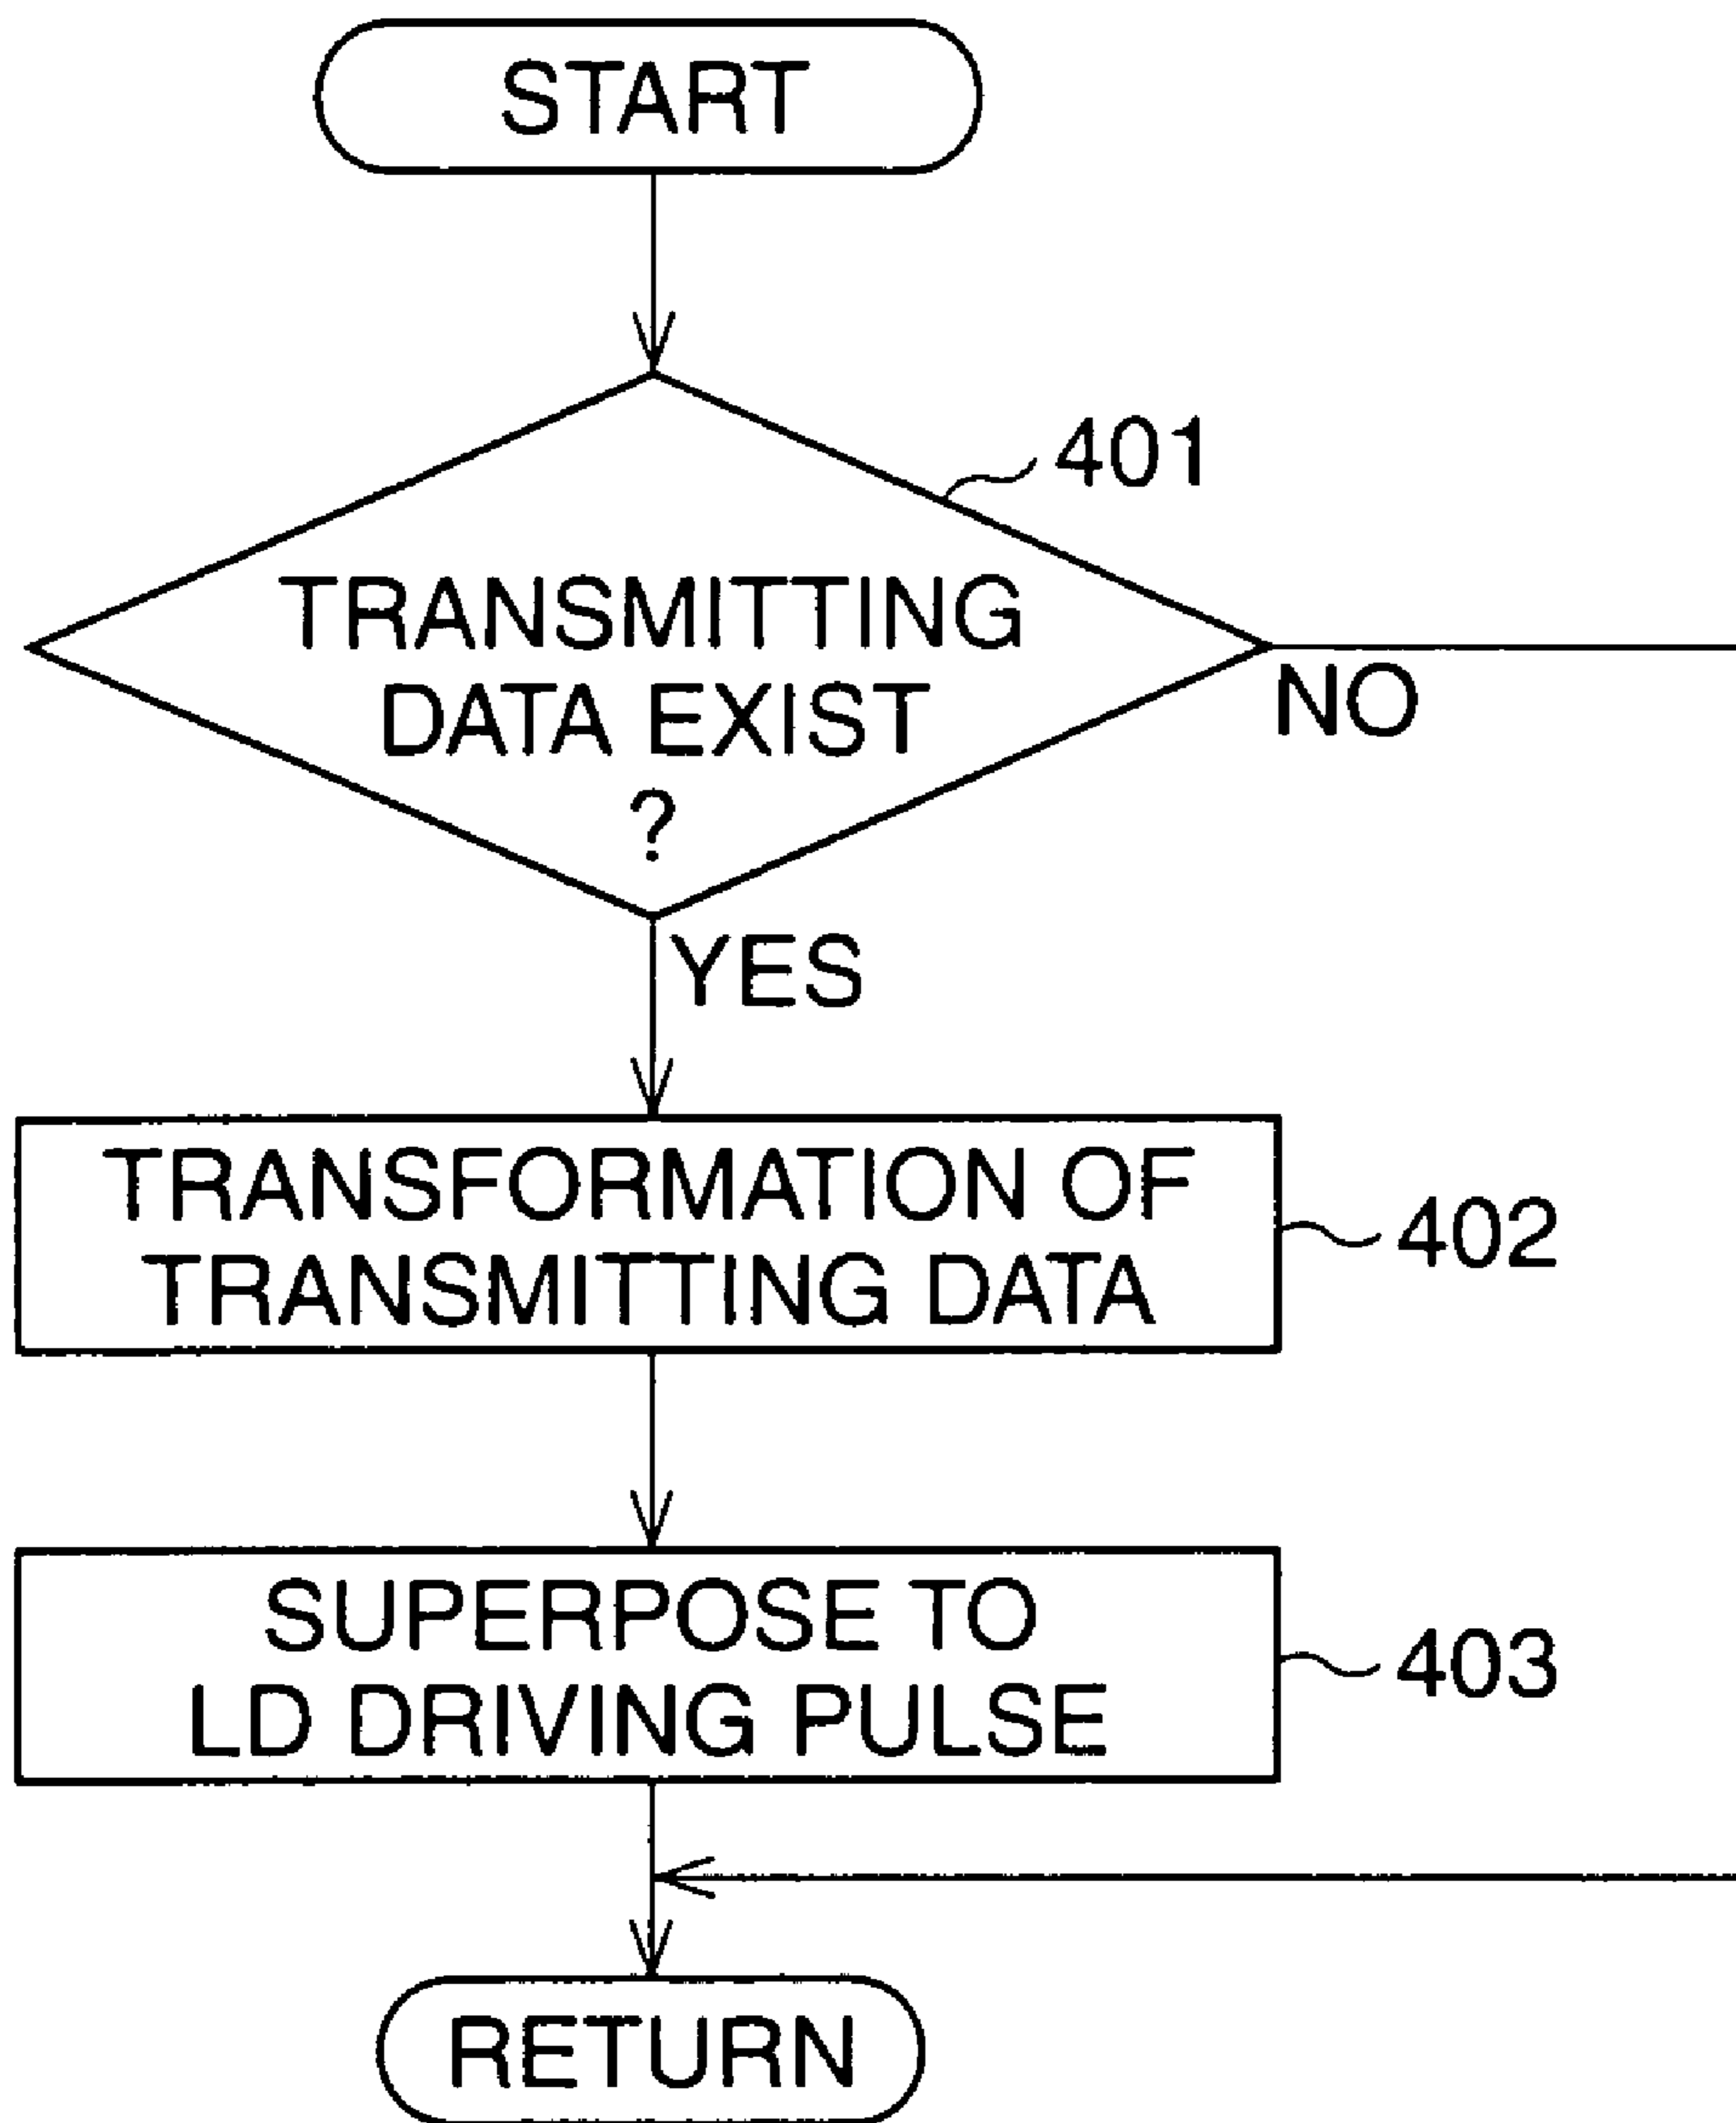 START
401
TRANSMITTING
DATA EXIST
?
NO
YES
TRANSFORMATION OF
TRANSMITTING DATA
402
SUPERPOSE TO
LD DRIVING PULSE
403
RETURN